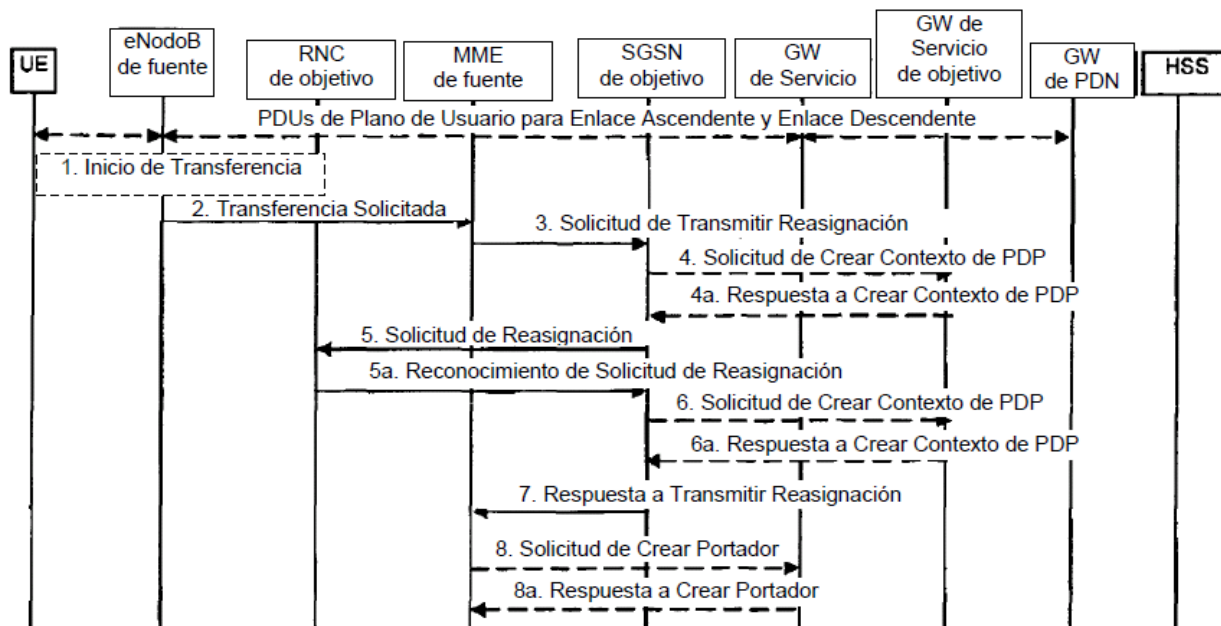 UE
eNodoB
de fuente
RNC
de objetivo
MME
de fuente
SGSN
de objetivo
GW
de Servicio
GW de
Servicio
de objetivo
GW
de PDN
HSS
PDUs de Plano de Usuario para Enlace Ascendente y Enlace Descendente
1. Inicio de Transferencia
2. Transferencia Solicitada
3. Solicitud de Transmitir Reasignación
4. Solicitud de Crear Contexto de PDP
4a. Respuesta a Crear Contexto de PDP
5. Solicitud de Reasignación
5a. Reconocimiento de Solicitud de Reasignación
6. Solicitud de Crear Contexto de PDP
6a. Respuesta a Crear Contexto de PDP
7. Respuesta a Transmitir Reasignación
8. Solicitud de Crear Portador
8a. Respuesta a Crear Portador